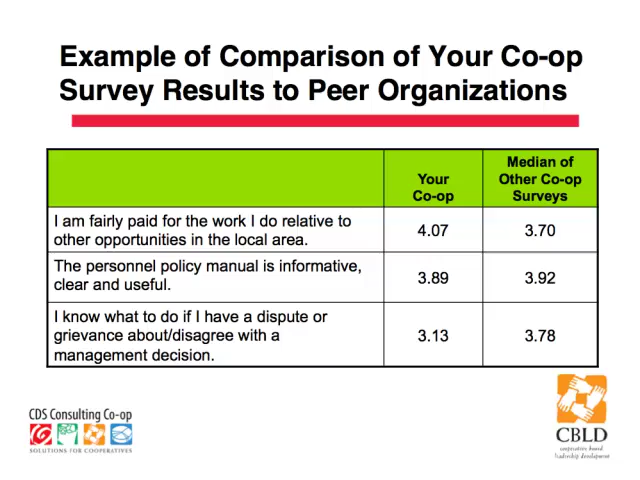 Example of Comparison of Your Co-op
Survey Results to Peer Organizations
Your
Co-op
Median of
Other Co-op
Surveys
I am fairly paid for the work I do relative to
other opportunities in the local area.
4.07
3.70
The personnel policy manual is informative,
clear and useful.
3.89
3.92
I know what to do if I have a dispute or
grievance about/disagree with a
management decision.
3.13
3.78
CDS Consulting Co-op
SOLUTIONS FOR COOPERATIVES
CBLD
cooperative board
leadership development